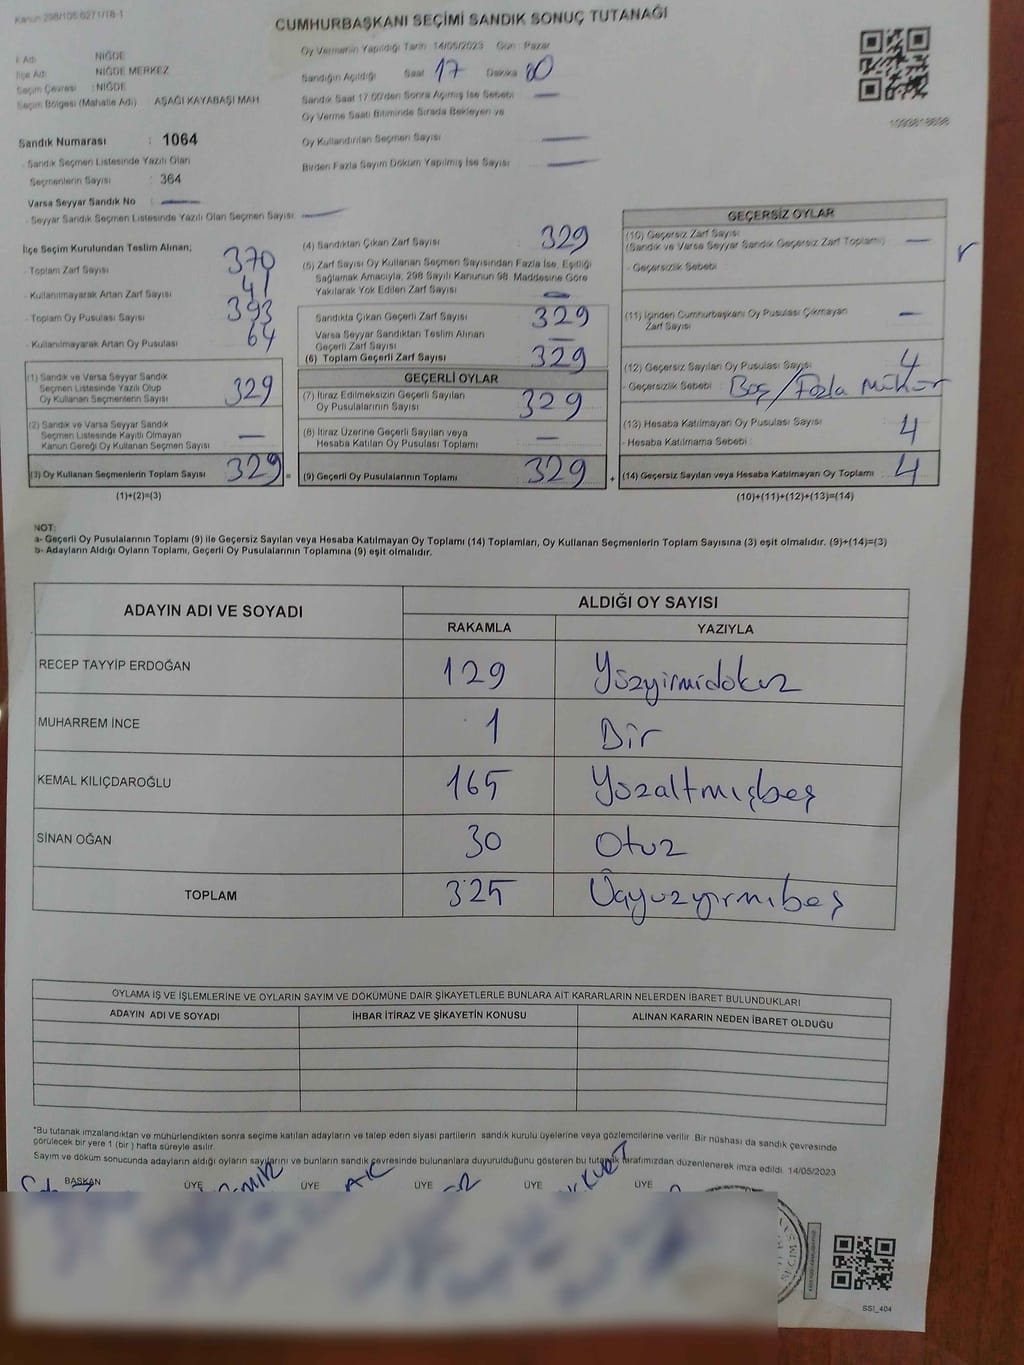 Kanun 298/105 6271/18-1
CUMHURBAŞKANI SEÇİMİ SANDIK SONUÇ TUTANAĞI
İl Adı : NİĞDE
İlçe Adı : NİĞDE MERKEZ
Seçim Çevresi : NİĞDE
Seçim Bölgesi (Mahalle Adı) : AŞAĞI KAYABAŞI MAH
Sandık Numarası : 1064
- Sandık Seçmen Listesinde Yazılı Olan
Seçmenlerin Sayısı : 364
Varsa Seyyar Sandık No : —
- Seyyar Sandık Seçmen Listesinde Yazılı Olan Seçmen Sayısı: —
Oy Vermenin Yapıldığı Tarih: 14/05/2023 Gün : Pazar
Sandığın Açıldığı Saat 17 Dakika 00
Sandık Saat 17:00'den Sonra Açılmış İse Sebebi : —
Oy Verme Saati Bitiminde Sırada Bekleyen ve
Oy Kullandırılan Seçmen Sayısı —
Birden Fazla Sayım Döküm Yapılmış İse Sayısı —
1093818698
İlçe Seçim Kurulundan Teslim Alınan;
- Toplam Zarf Sayısı 370
- Kullanılmayarak Artan Zarf Sayısı 41
- Toplam Oy Pusulası Sayısı 393
- Kullanılmayarak Artan Oy Pusulası 64
(1) Sandık ve Varsa Seyyar Sandık
Seçmen Listesinde Yazılı Olup
Oy Kullanan Seçmenlerin Sayısı 329
(2) Sandık ve Varsa Seyyar Sandık
Seçmen Listesinde Kayıtlı Olmayan
Kanun Gereği Oy Kullanan Seçmen Sayısı —
(3) Oy Kullanan Seçmenlerin Toplam Sayısı 329 =
(1)+(2)=(3)
(4) Sandıktan Çıkan Zarf Sayısı : 329
(5) Zarf Sayısı Oy Kullanan Seçmen Sayısından Fazla İse, Eşitliği
Sağlamak Amacıyla, 298 Sayılı Kanunun 98. Maddesine Göre
Yakılarak Yok Edilen Zarf Sayısı —
Sandıkta Çıkan Geçerli Zarf Sayısı 329
Varsa Seyyar Sandıktan Teslim Alınan
Geçerli Zarf Sayısı —
(6) Toplam Geçerli Zarf Sayısı 329
GEÇERLİ OYLAR
(7) İtiraz Edilmeksizin Geçerli Sayılan
Oy Pusulalarının Sayısı 329
(8) İtiraz Üzerine Geçerli Sayılan veya
Hesaba Katılan Oy Pusulası Toplamı —
(9) Geçerli Oy Pusulalarının Toplamı 329 +
GEÇERSİZ OYLAR
(10) Geçersiz Zarf Sayısı
(Sandık ve Varsa Seyyar Sandık Geçersiz Zarf Toplamı) —
- Geçersizlik Sebebi :
(11) İçinden Cumhurbaşkanı Oy Pusulası Çıkmayan
Zarf Sayısı —
(12) Geçersiz Sayılan Oy Pusulası Sayısı 4
- Geçersizlik Sebebi : Boş / Fazla Mühür
(13) Hesaba Katılmayan Oy Pusulası Sayısı 4
- Hesaba Katılmama Sebebi :
(14) Geçersiz Sayılan veya Hesaba Katılmayan Oy Toplamı 4
(10)+(11)+(12)+(13)=(14)
NOT:
a- Geçerli Oy Pusulalarının Toplamı (9) ile Geçersiz Sayılan veya Hesaba Katılmayan Oy Toplamı (14) Toplamları, Oy Kullanan Seçmenlerin Toplam Sayısına (3) eşit olmalıdır. (9)+(14)=(3)
b- Adayların Aldığı Oyların Toplamı, Geçerli Oy Pusulalarının Toplamına (9) eşit olmalıdır.
ADAYIN ADI VE SOYADI ALDIĞI OY SAYISI
RAKAMLA YAZIYLA
RECEP TAYYİP ERDOĞAN 129 Yüzyirmidokuz
MUHARREM İNCE 1 Bir
KEMAL KILIÇDAROĞLU 165 Yüzaltmışbeş
SİNAN OĞAN 30 Otuz
TOPLAM 325 Üçyüzyirmibeş
OYLAMA İŞ VE İŞLEMLERİNE VE OYLARIN SAYIM VE DÖKÜMÜNE DAİR ŞİKAYETLERLE BUNLARA AİT KARARLARIN NELERDEN İBARET BULUNDUKLARI
ADAYIN ADI VE SOYADI İHBAR İTİRAZ VE ŞİKAYETİN KONUSU ALINAN KARARIN NEDEN İBARET OLDUĞU
*Bu tutanak imzalandıktan ve mühürlendikten sonra seçime katılan adayların ve talep eden siyasi partilerin sandık kurulu üyelerine veya gözlemcilerine verilir. Bir nüshası da sandık çevresinde
görülecek bir yere 1 (bir) hafta süreyle asılır.
Sayım ve döküm sonucunda adayların aldığı oyların sayılarını ve bunların sandık çevresinde bulunanlara duyurulduğunu gösteren bu tutanak tarafımızdan düzenlenerek imza edildi. 14/05/2023
BAŞKAN ÜYE ÜYE ÜYE ÜYE ÜYE
SSI_404